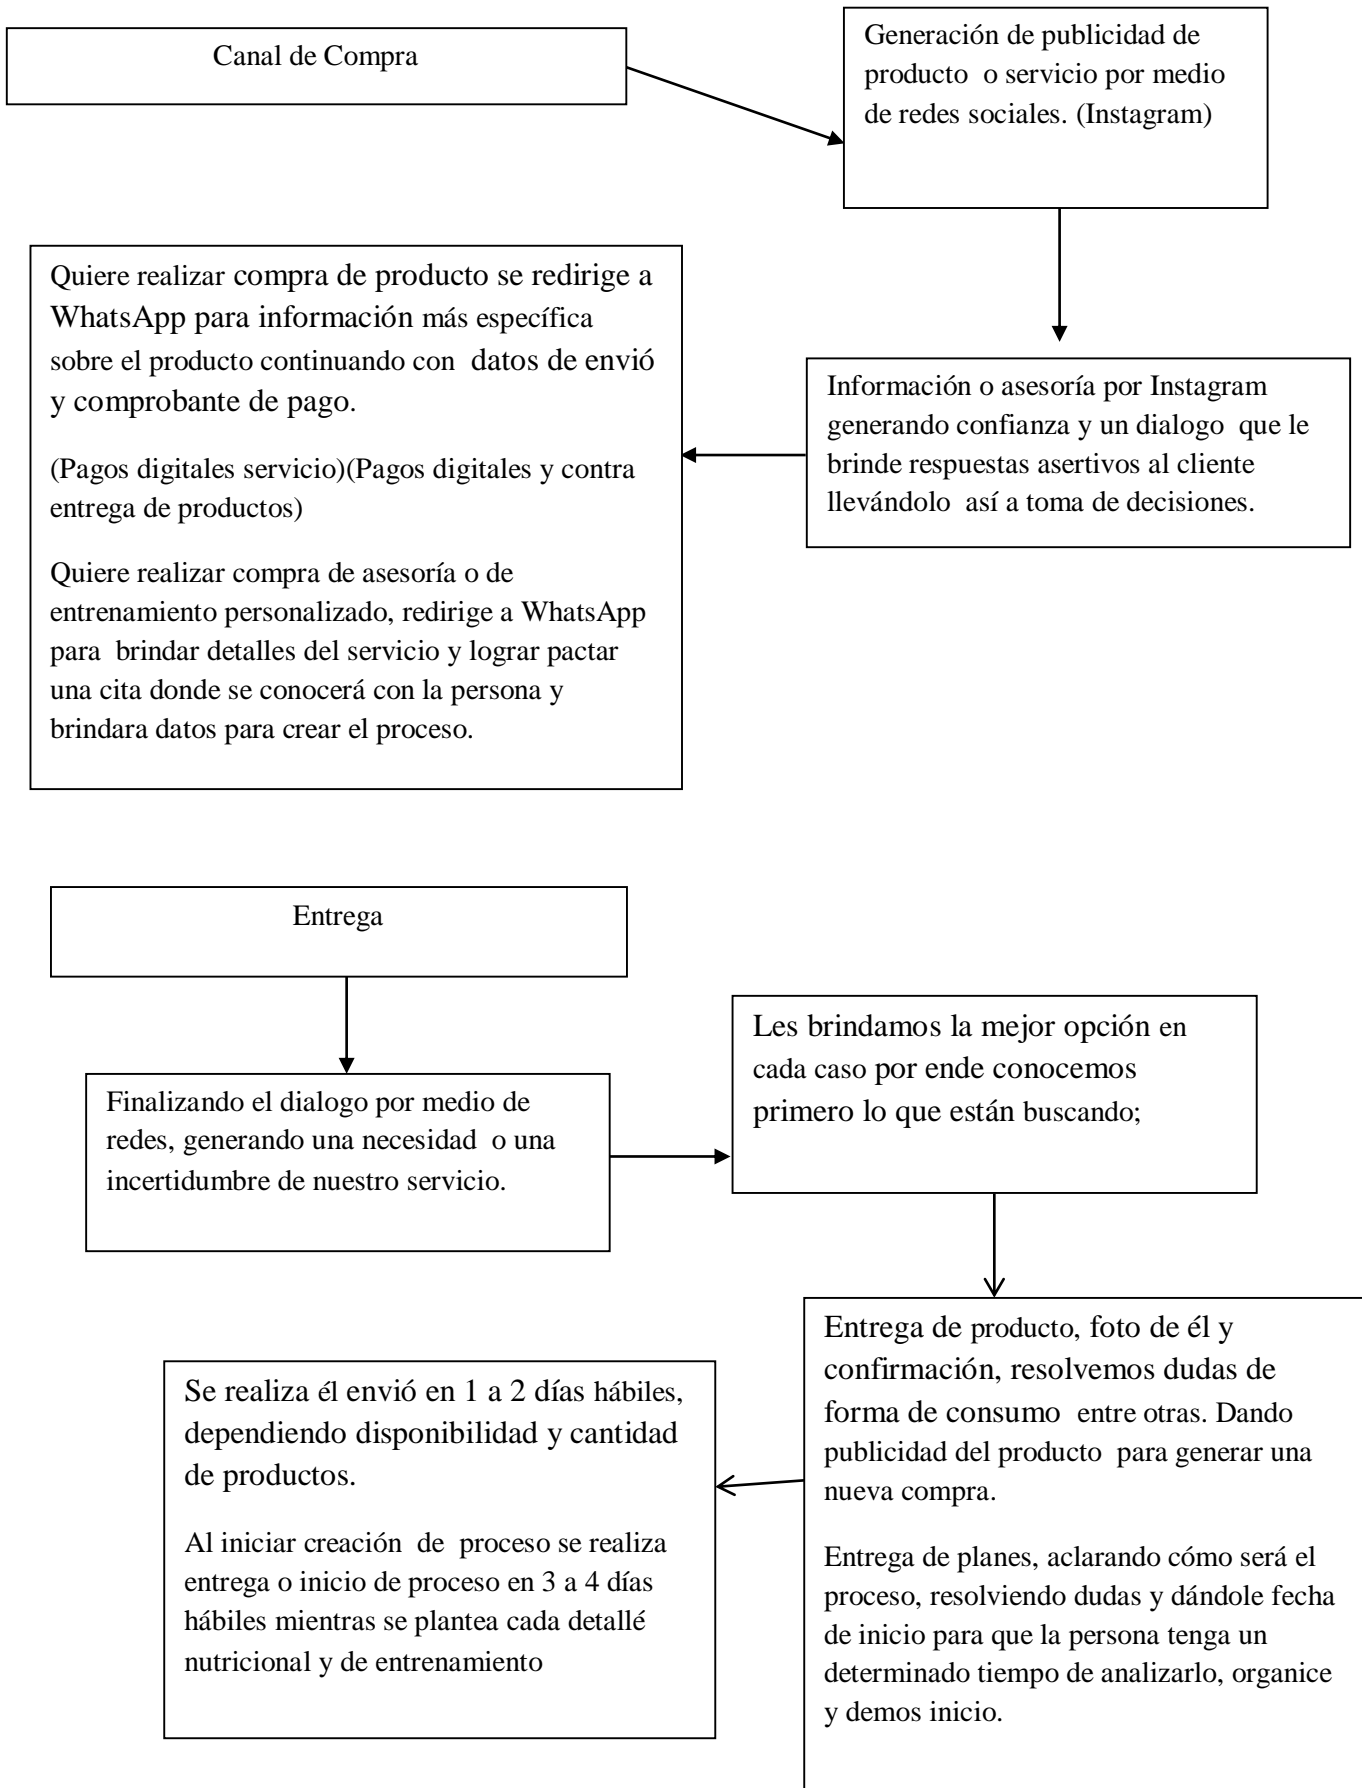 Canal de Compra
Generación de publicidad de
producto o servicio por medio
de redes sociales. (Instagram)
Información o asesoría por Instagram
generando confianza y un dialogo que le
brinde respuestas asertivos al cliente
llevándolo así a toma de decisiones.
Quiere realizar compra de producto se redirige a
WhatsApp para información más específica
sobre el producto continuando con datos de envió
y comprobante de pago.
(Pagos digitales servicio)(Pagos digitales y contra
entrega de productos)
Quiere realizar compra de asesoría o de
entrenamiento personalizado, redirige a WhatsApp
para brindar detalles del servicio y lograr pactar
una cita donde se conocerá con la persona y
brindara datos para crear el proceso.
Entrega
Finalizando el dialogo por medio de
redes, generando una necesidad o una
incertidumbre de nuestro servicio.
Les brindamos la mejor opción en
cada caso por ende conocemos
primero lo que están buscando;
Entrega de producto, foto de él y
confirmación, resolvemos dudas de
forma de consumo entre otras. Dando
publicidad del producto para generar una
nueva compra.
Entrega de planes, aclarando cómo será el
proceso, resolviendo dudas y dándole fecha
de inicio para que la persona tenga un
determinado tiempo de analizarlo, organice
y demos inicio.
Se realiza él envió en 1 a 2 días hábiles,
dependiendo disponibilidad y cantidad
de productos.
Al iniciar creación de proceso se realiza
entrega o inicio de proceso en 3 a 4 días
hábiles mientras se plantea cada detallé
nutricional y de entrenamiento